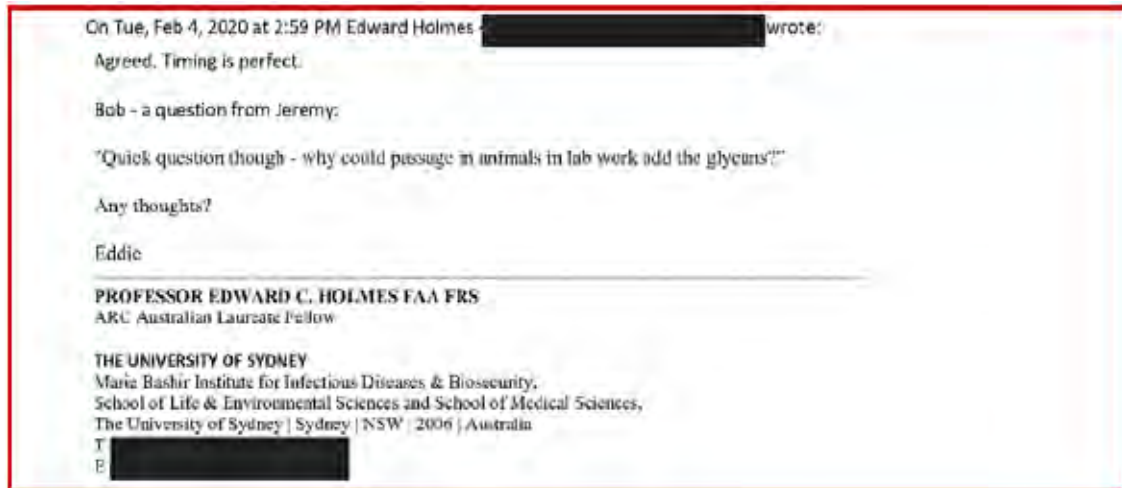 On Tue, Feb 4, 2020 at 2:59 PM Edward Holmes wrote:
Agreed. Timing is perfect.
Bob - a question from Jeremy:
"Quick question though - why could passage in animals in lab work add the glycans?"
Any thoughts?
Eddie
PROFESSOR EDWARD C. HOLMES FAA FRS
ARC Australian Laureate Fellow
THE UNIVERSITY OF SYDNEY
Marie Bashir Institute for Infectious Diseases & Biosecurity,
School of Life & Environmental Sciences and School of Medical Sciences,
The University of Sydney | Sydney | NSW | 2006 | Australia
T
E